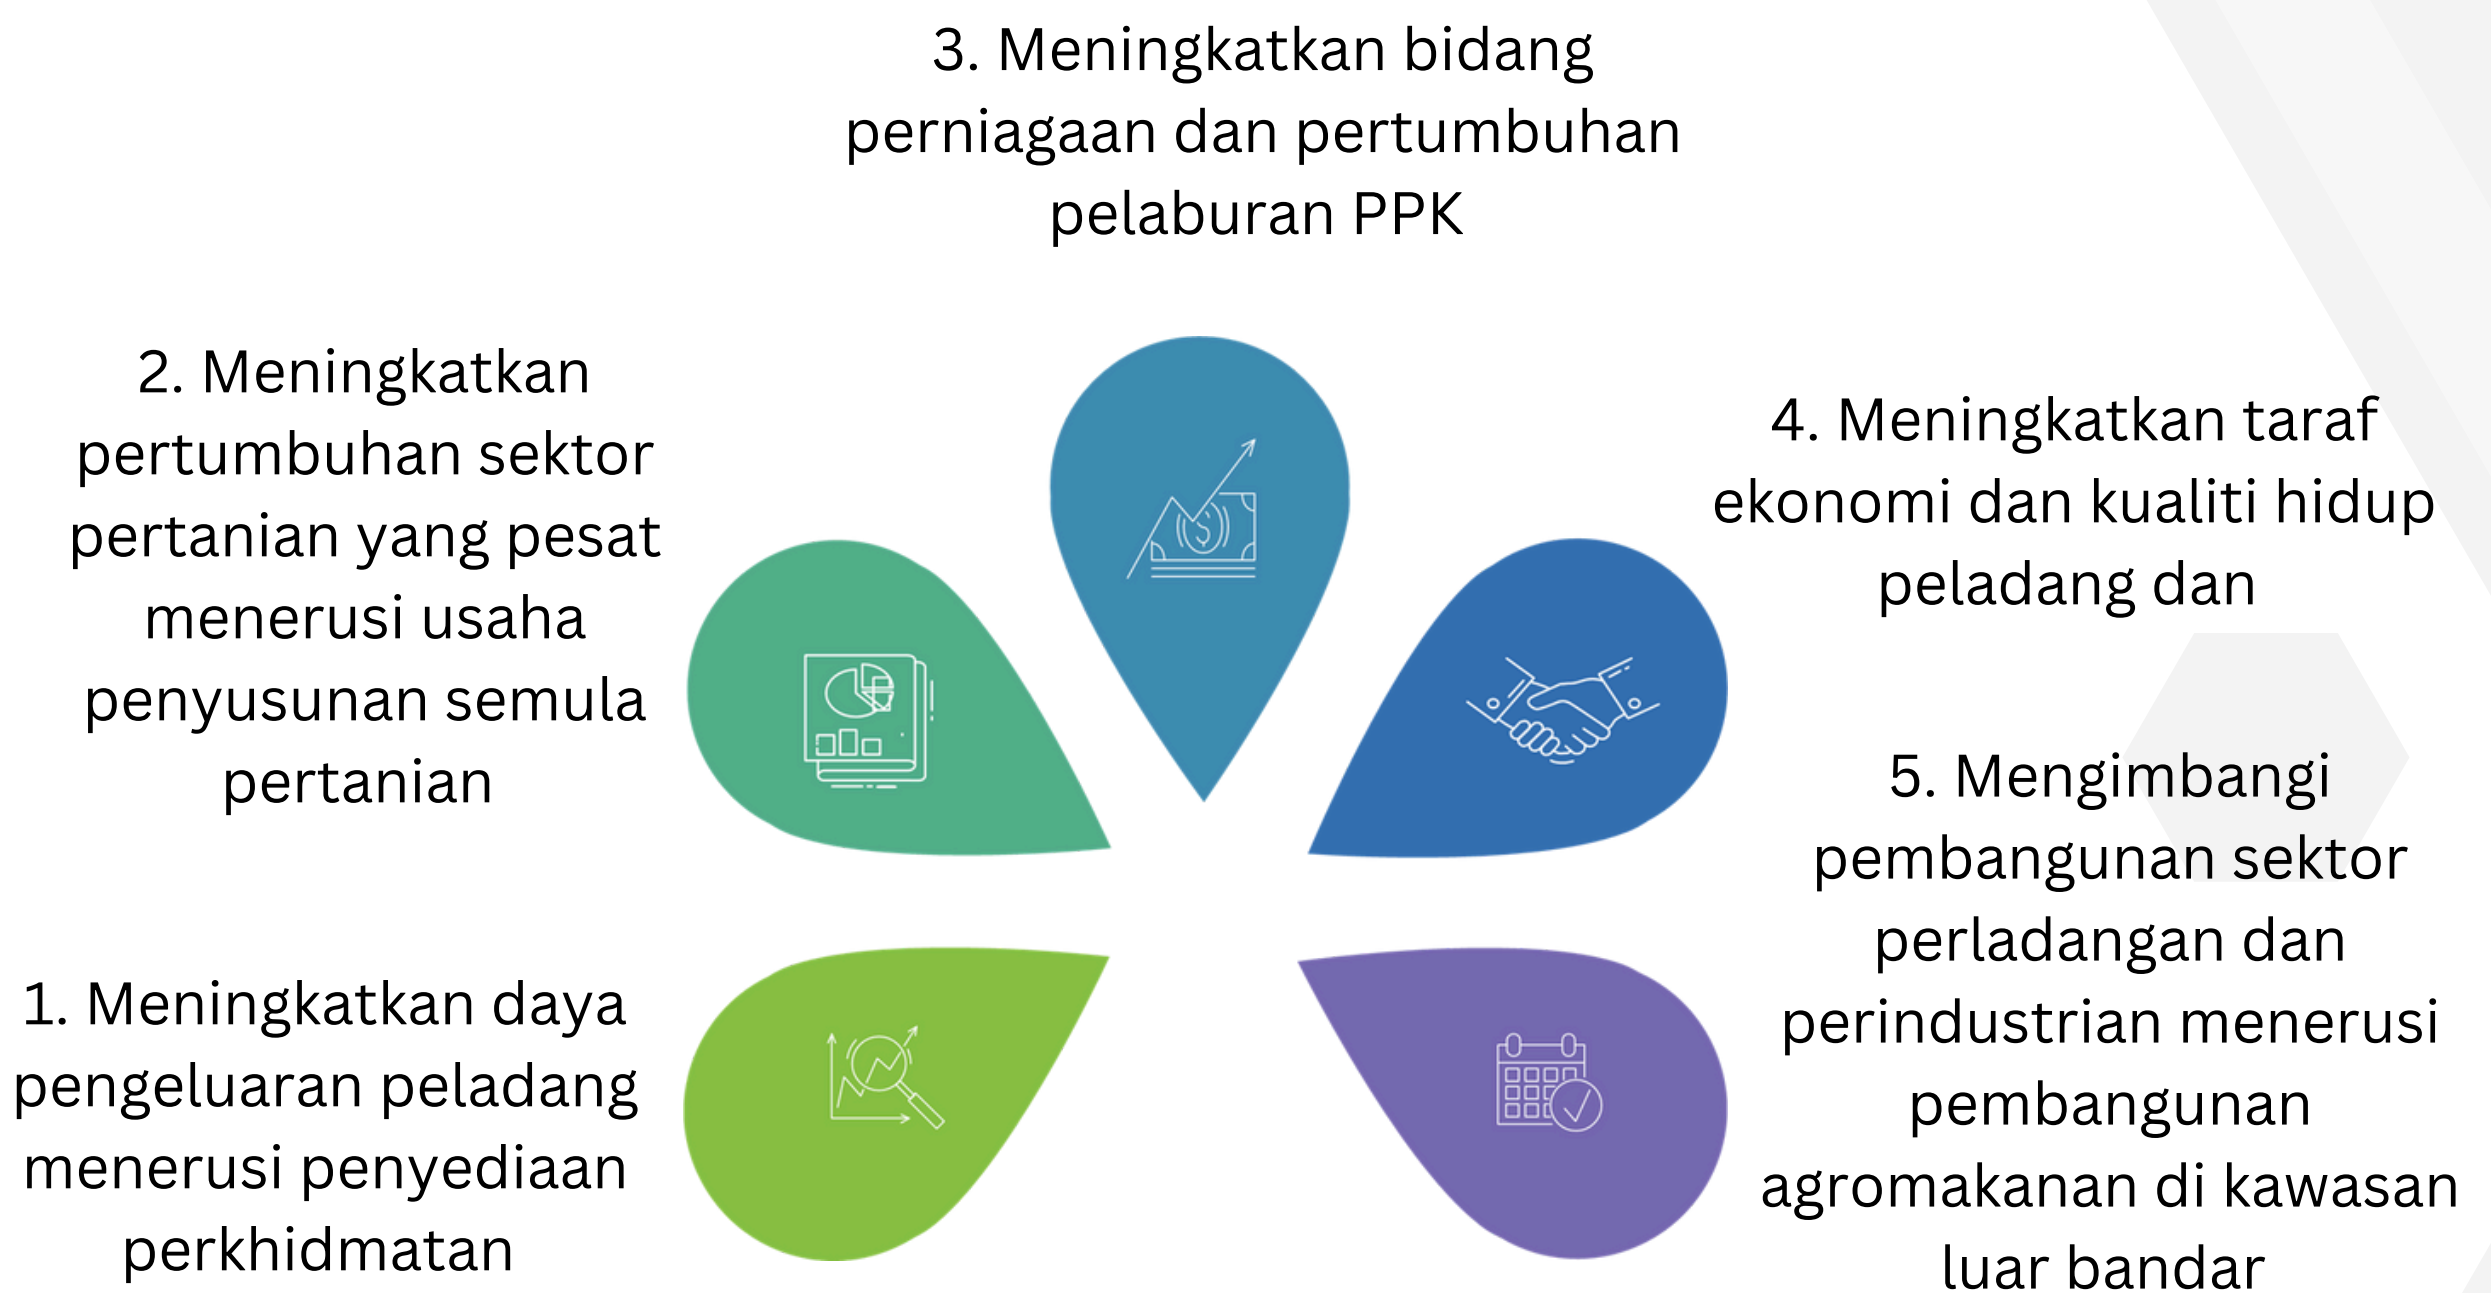 3. Meningkatkan bidang
perniagaan dan pertumbuhan
pelaburan PPK
2. Meningkatkan
pertumbuhan sektor
pertanian yang pesat
menerusi usaha
penyusunan semula
pertanian
4. Meningkatkan taraf
ekonomi dan kualiti hidup
peladang dan
1. Meningkatkan daya
pengeluaran peladang
menerusi penyediaan
perkhidmatan
5. Mengimbangi
pembangunan sektor
perladangan dan
perindustrian menerusi
pembangunan
agromakanan di kawasan
luar bandar